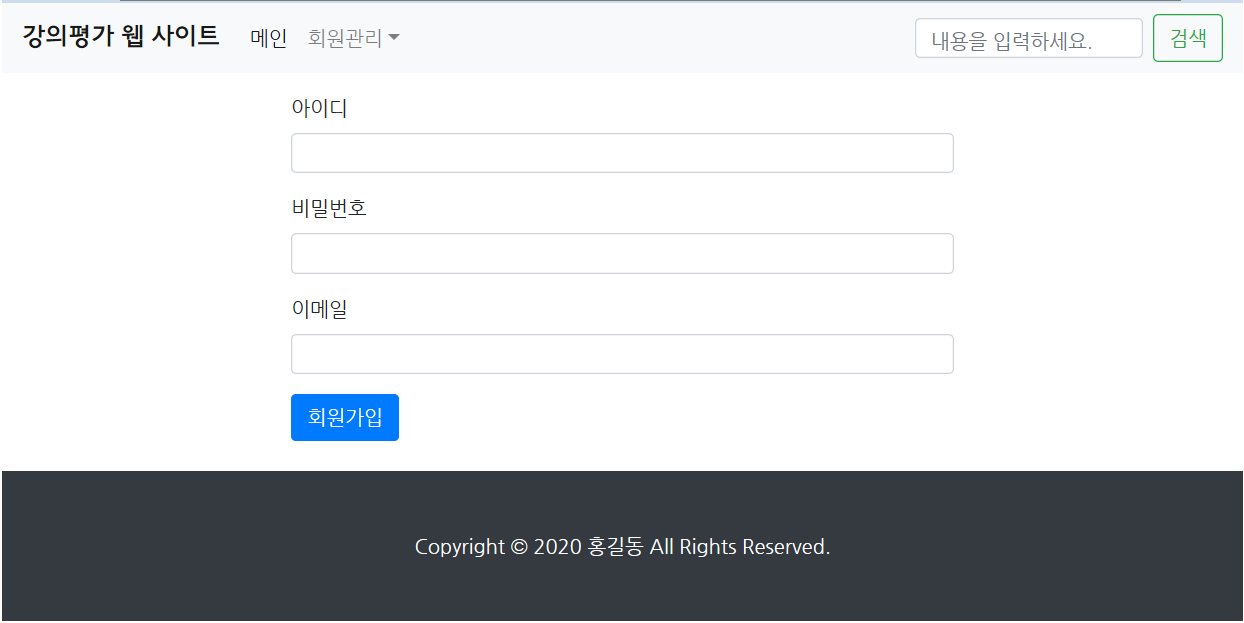 강의평가 웹 사이트 메인 회원관리 내용을 입력하세요. 검색
아이디
비밀번호
이메일
회원가입
Copyright © 2020 홍길동 All Rights Reserved.